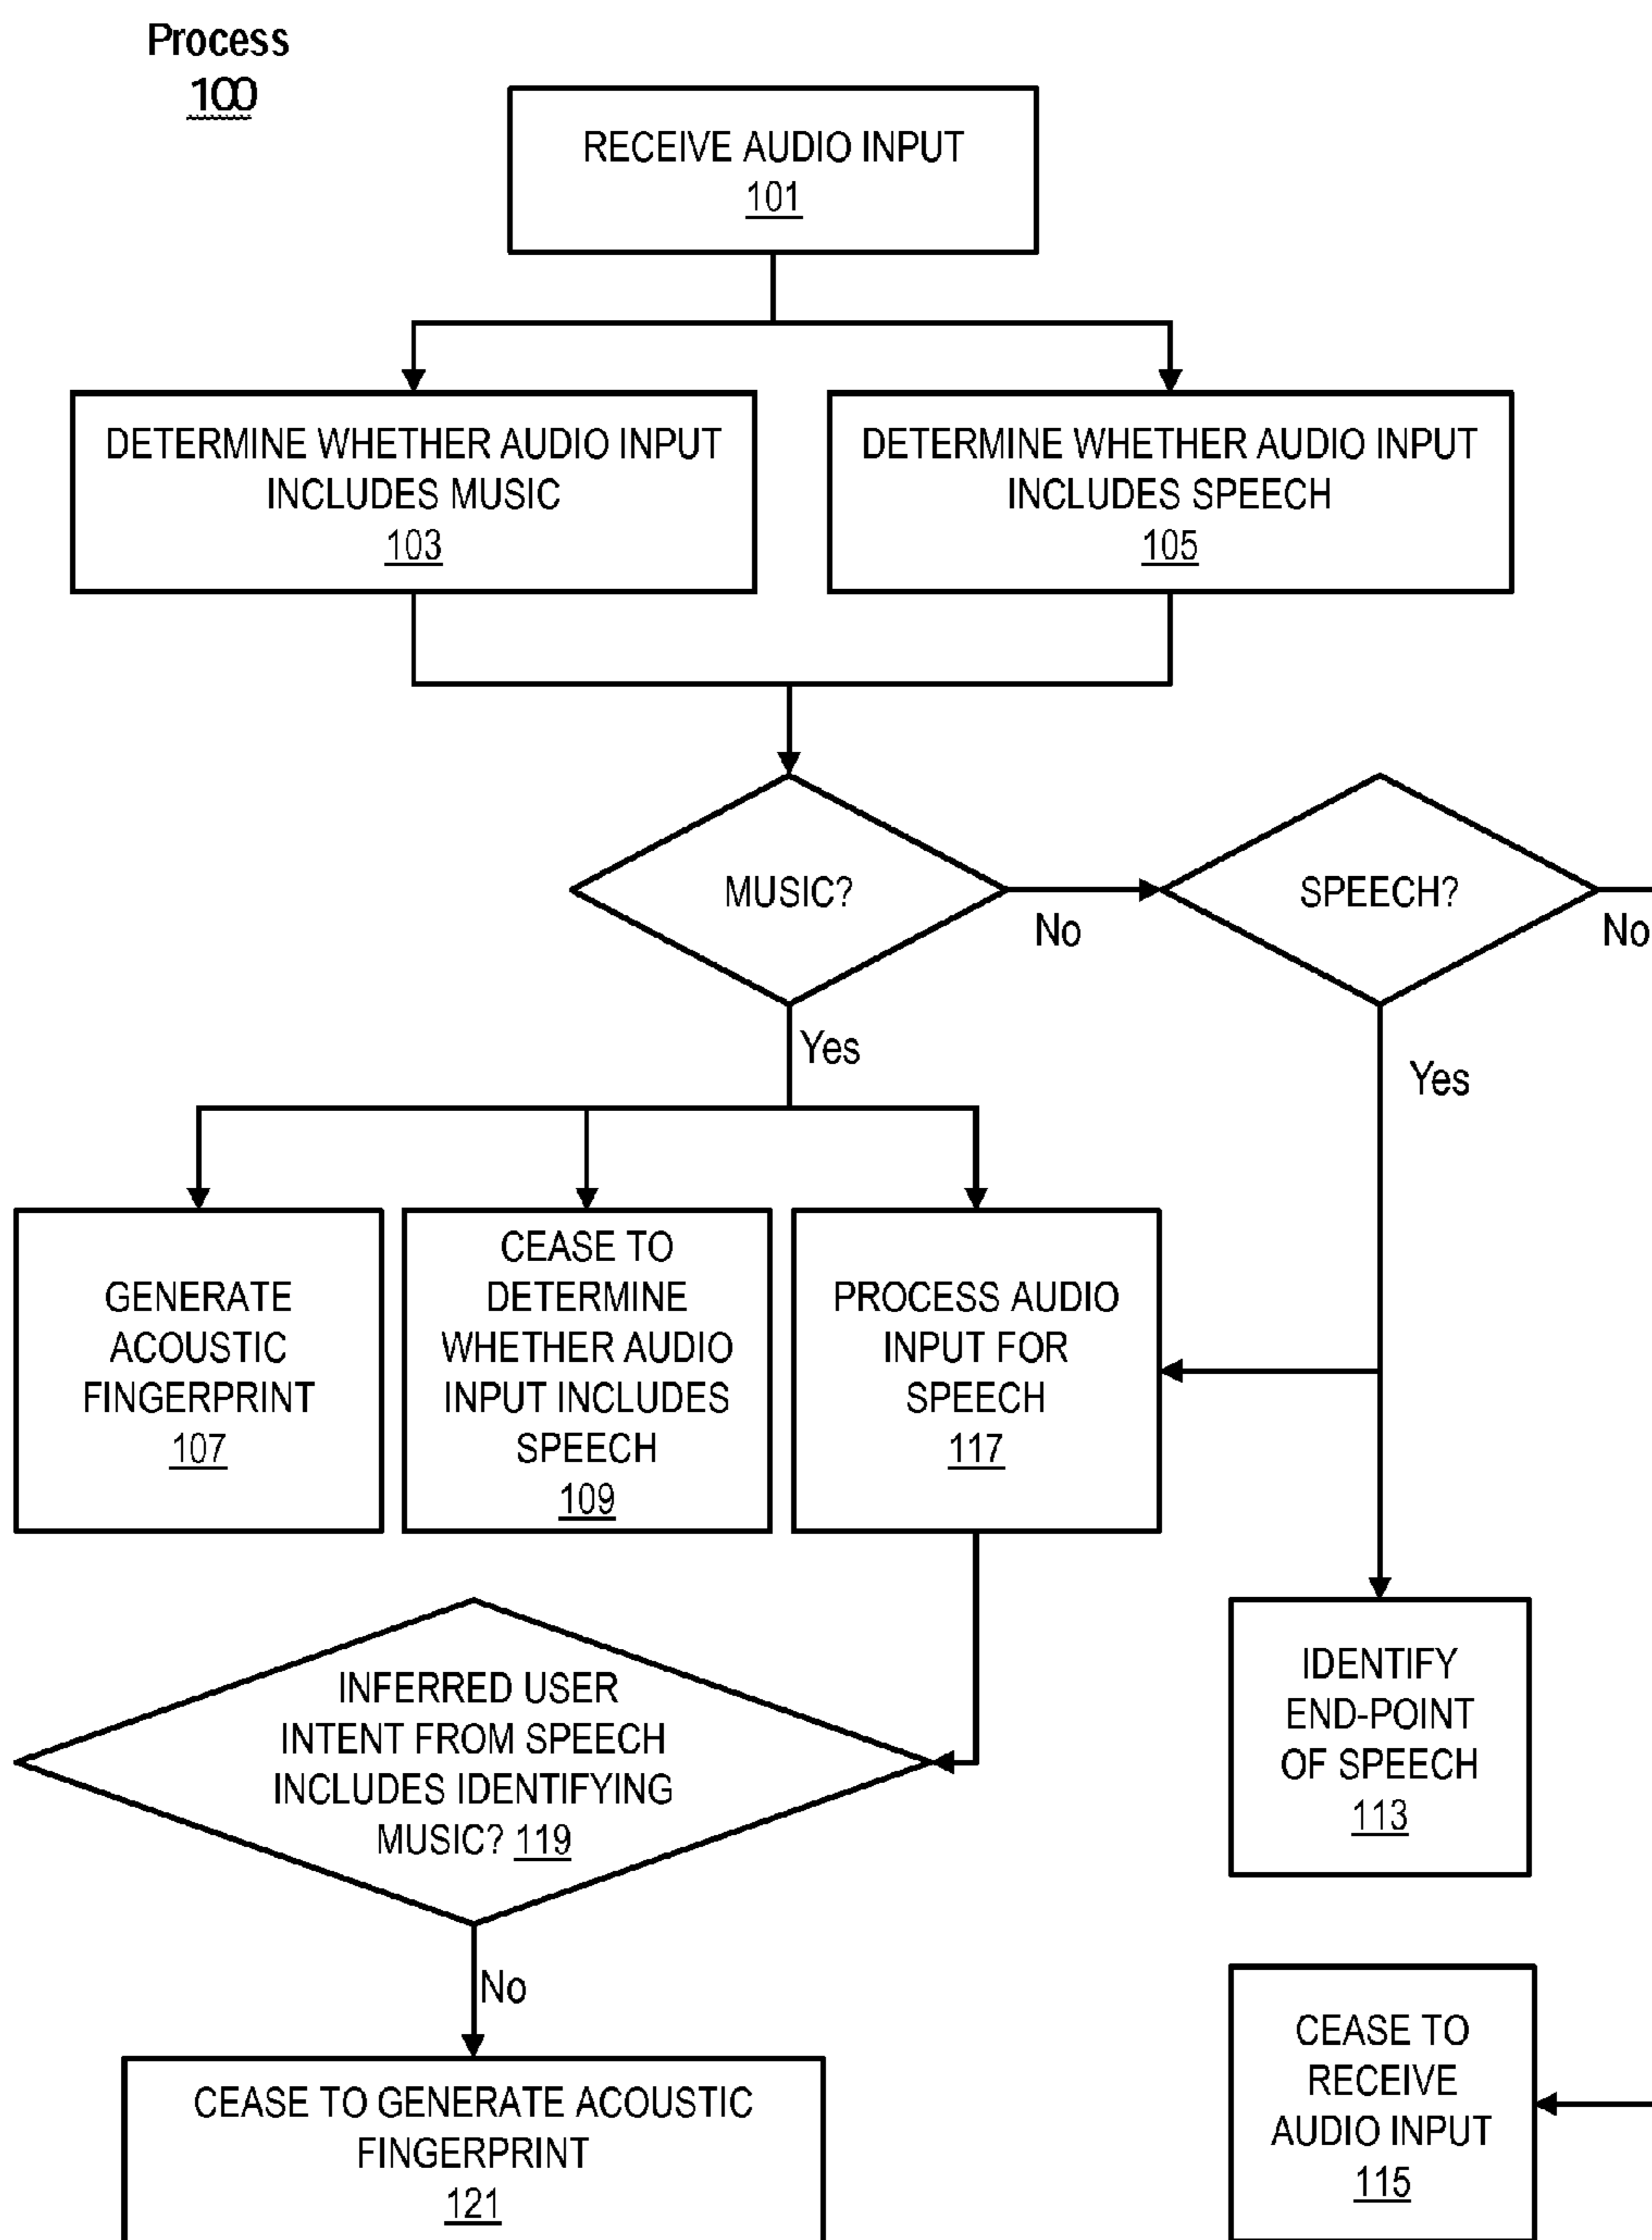 Process
100
RECEIVE AUDIO INPUT
101
DETERMINE WHETHER AUDIO INPUT
INCLUDES MUSIC
103
DETERMINE WHETHER AUDIO INPUT
INCLUDES SPEECH
105
MUSIC?
No
SPEECH?
No
Yes
Yes
GENERATE
ACOUSTIC
FINGERPRINT
107
CEASE TO
DETERMINE
WHETHER AUDIO
INPUT INCLUDES
SPEECH
109
PROCESS AUDIO
INPUT FOR
SPEECH
117
INFERRED USER
INTENT FROM SPEECH
INCLUDES IDENTIFYING
MUSIC? 119
IDENTIFY
END-POINT
OF SPEECH
113
No
CEASE TO GENERATE ACOUSTIC
FINGERPRINT
121
CEASE TO
RECEIVE
AUDIO INPUT
115